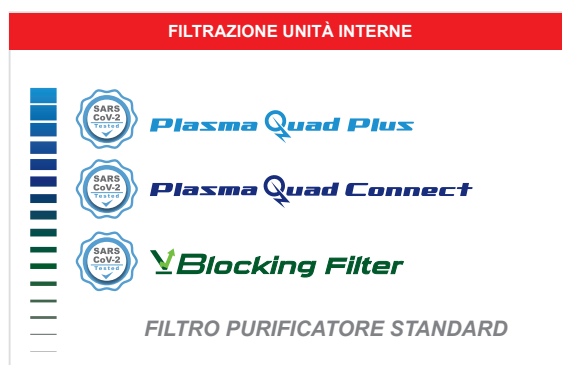 FILTRAZIONE UNITÀ INTERNE
SARS
CoV-2
Tested
Plasma Quad Plus
SARS
CoV-2
Tested
Plasma Quad Connect
SARS
CoV-2
Tested
V Blocking Filter
FILTRO PURIFICATORE STANDARD